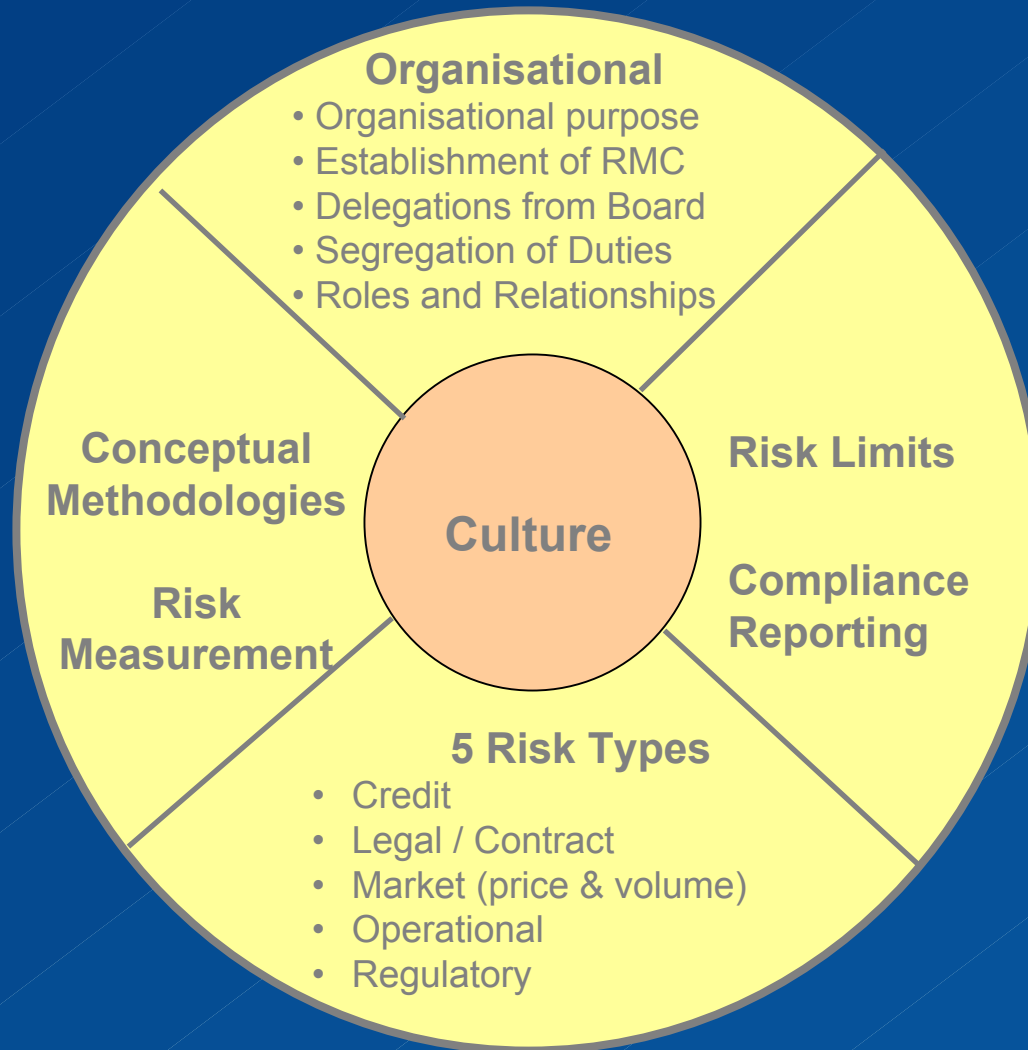 Organisational
• Organisational purpose
• Establishment of RMC
• Delegations from Board
• Segregation of Duties
• Roles and Relationships
Conceptual
Methodologies
Risk
Measurement
Culture
Risk Limits
Compliance
Reporting
5 Risk Types
• Credit
• Legal / Contract
• Market (price & volume)
• Operational
• Regulatory